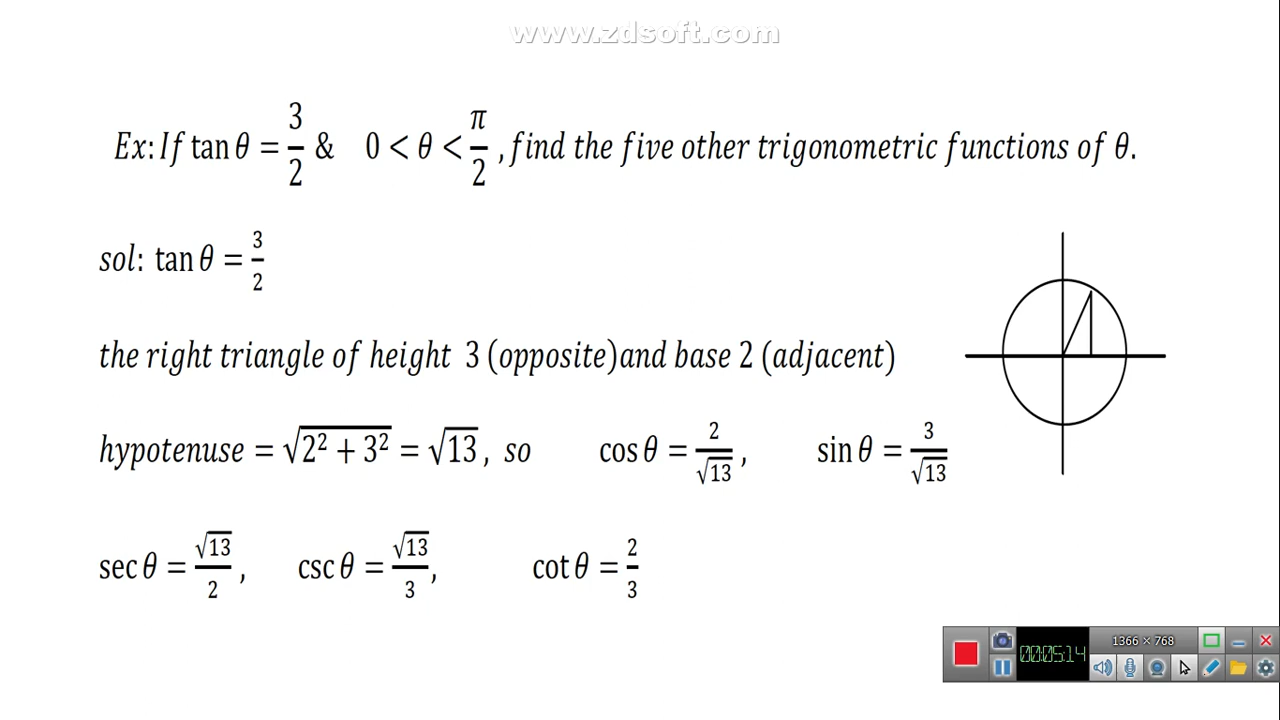 www.zdsoft.com
Ex: If tan θ = 3/2 & 0 < θ < π/2 , find the five other trigonometric functions of θ.
sol: tan θ = 3/2
the right triangle of height 3 (opposite)and base 2 (adjacent)
hypotenuse = √(2² + 3²) = √13, so cos θ = 2/√13 , sin θ = 3/√13
sec θ = √13/2 , csc θ = √13/3, cot θ = 2/3
1366 × 768
00:05:14